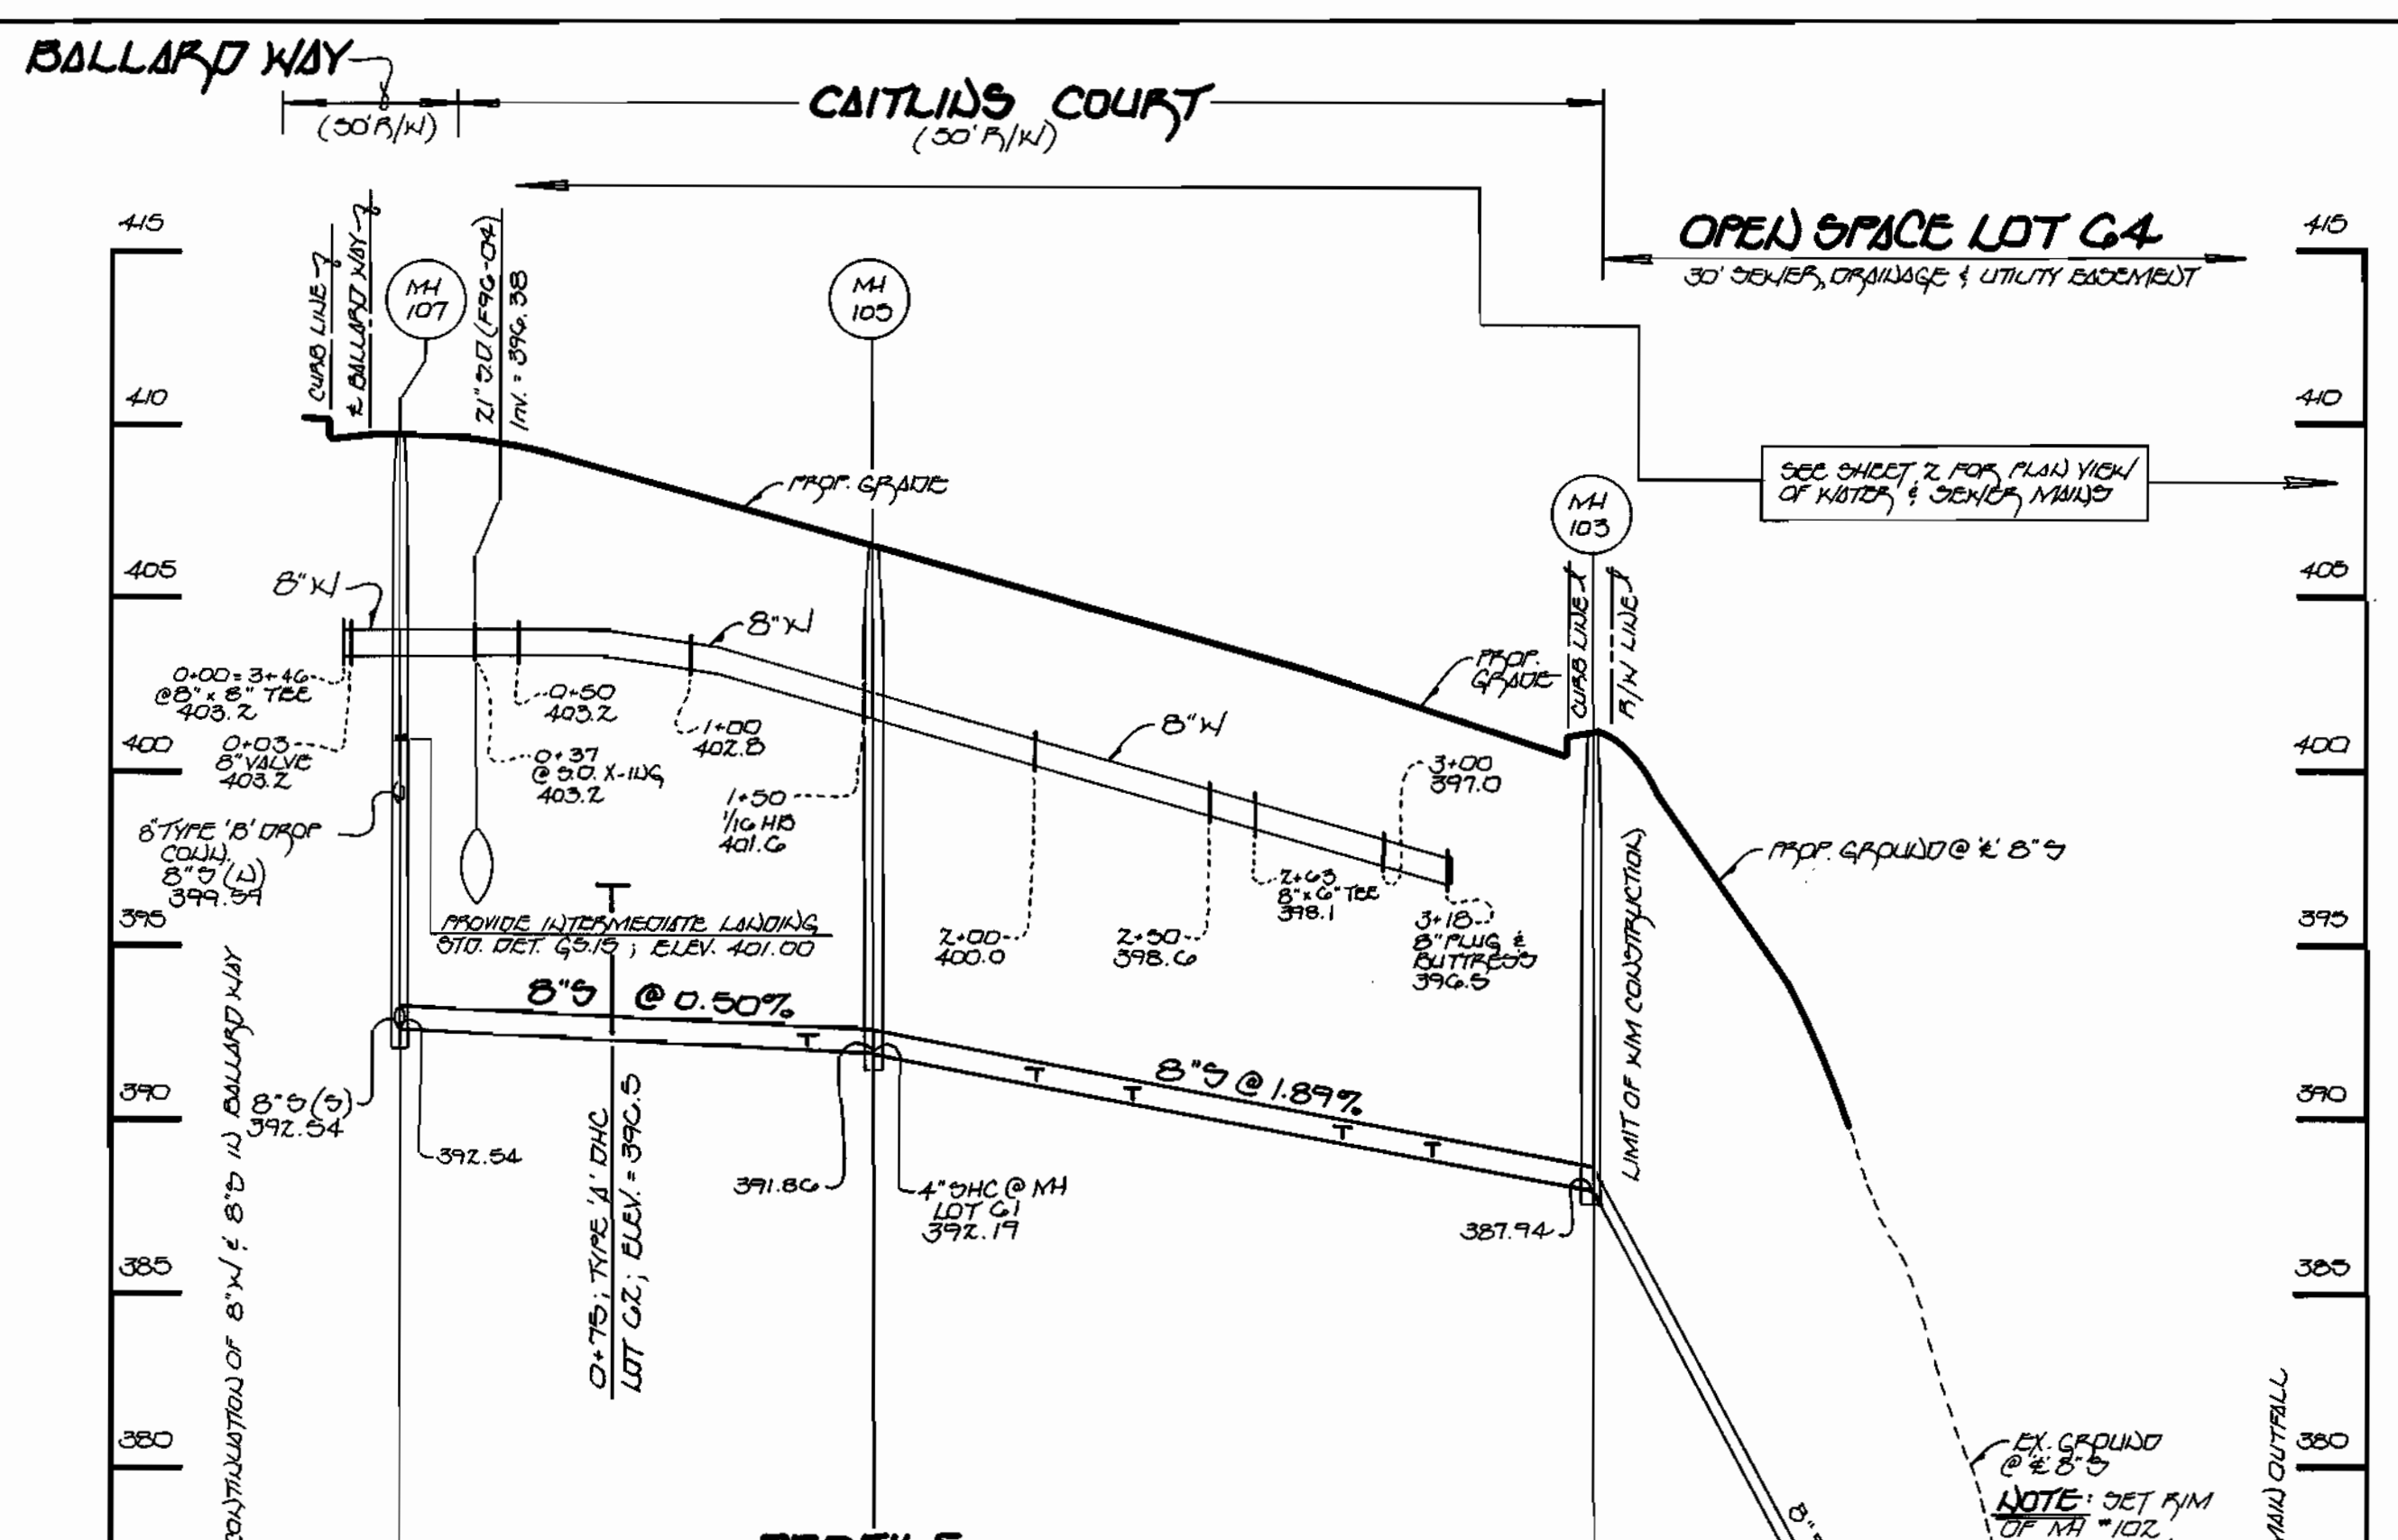 BALLARD WAY
(50' R/W)
CAITLINS COURT
(50' R/W)
OPEN SPACE LOT 64
30' SEWER, DRAINAGE & UTILITY EASEMENT
415
410
405
400
395
390
385
380
415
410
405
400
395
390
385
380
CURB LINE
℄ BALLARD WAY
MH
107
21" S.D. (F96-04)
INV. = 396.38
MH
105
MH
103
SEE SHEET 2 FOR PLAN VIEW
OF WATER & SEWER MAINS
PROP. GRADE
PROP.
GRADE
CURB LINE
R/W LINE
8" W
8" W
8" W
0+00 = 3+46
@ 8" x 8" TEE
403.2
0+03
8" VALVE
403.2
0+50
403.2
0+37
@ S.D. X-ING
403.2
1+00
402.8
1+50
1/16 HB
401.6
2+00
400.0
2+50
398.6
2+63
8" x 6" TEE
398.1
3+00
397.0
3+18
8" PLUG &
BUTTRESS
396.5
8" TYPE 'B' DROP
CONN.
8" S (N)
399.59
PROVIDE INTERMEDIATE LANDING
STD. DET. G5.15 ; ELEV. 401.00
8" S @ 0.50%
8" S @ 1.89%
8" S (S)
392.54
392.54
391.86
4" SHC @ MH
LOT 61
392.19
387.94
0+75; TYPE 'A' DHC
LOT 62; ELEV. = 396.5
CONTINUATION OF 8" W & 8" S IN BALLARD WAY
LIMIT OF KIM CONSTRUCTION
PROP. GROUND @ ℄ 8" S
EX. GROUND
@ ℄ 8" S
NOTE: SET RIM
OF MH #102
MAIN OUTFALL